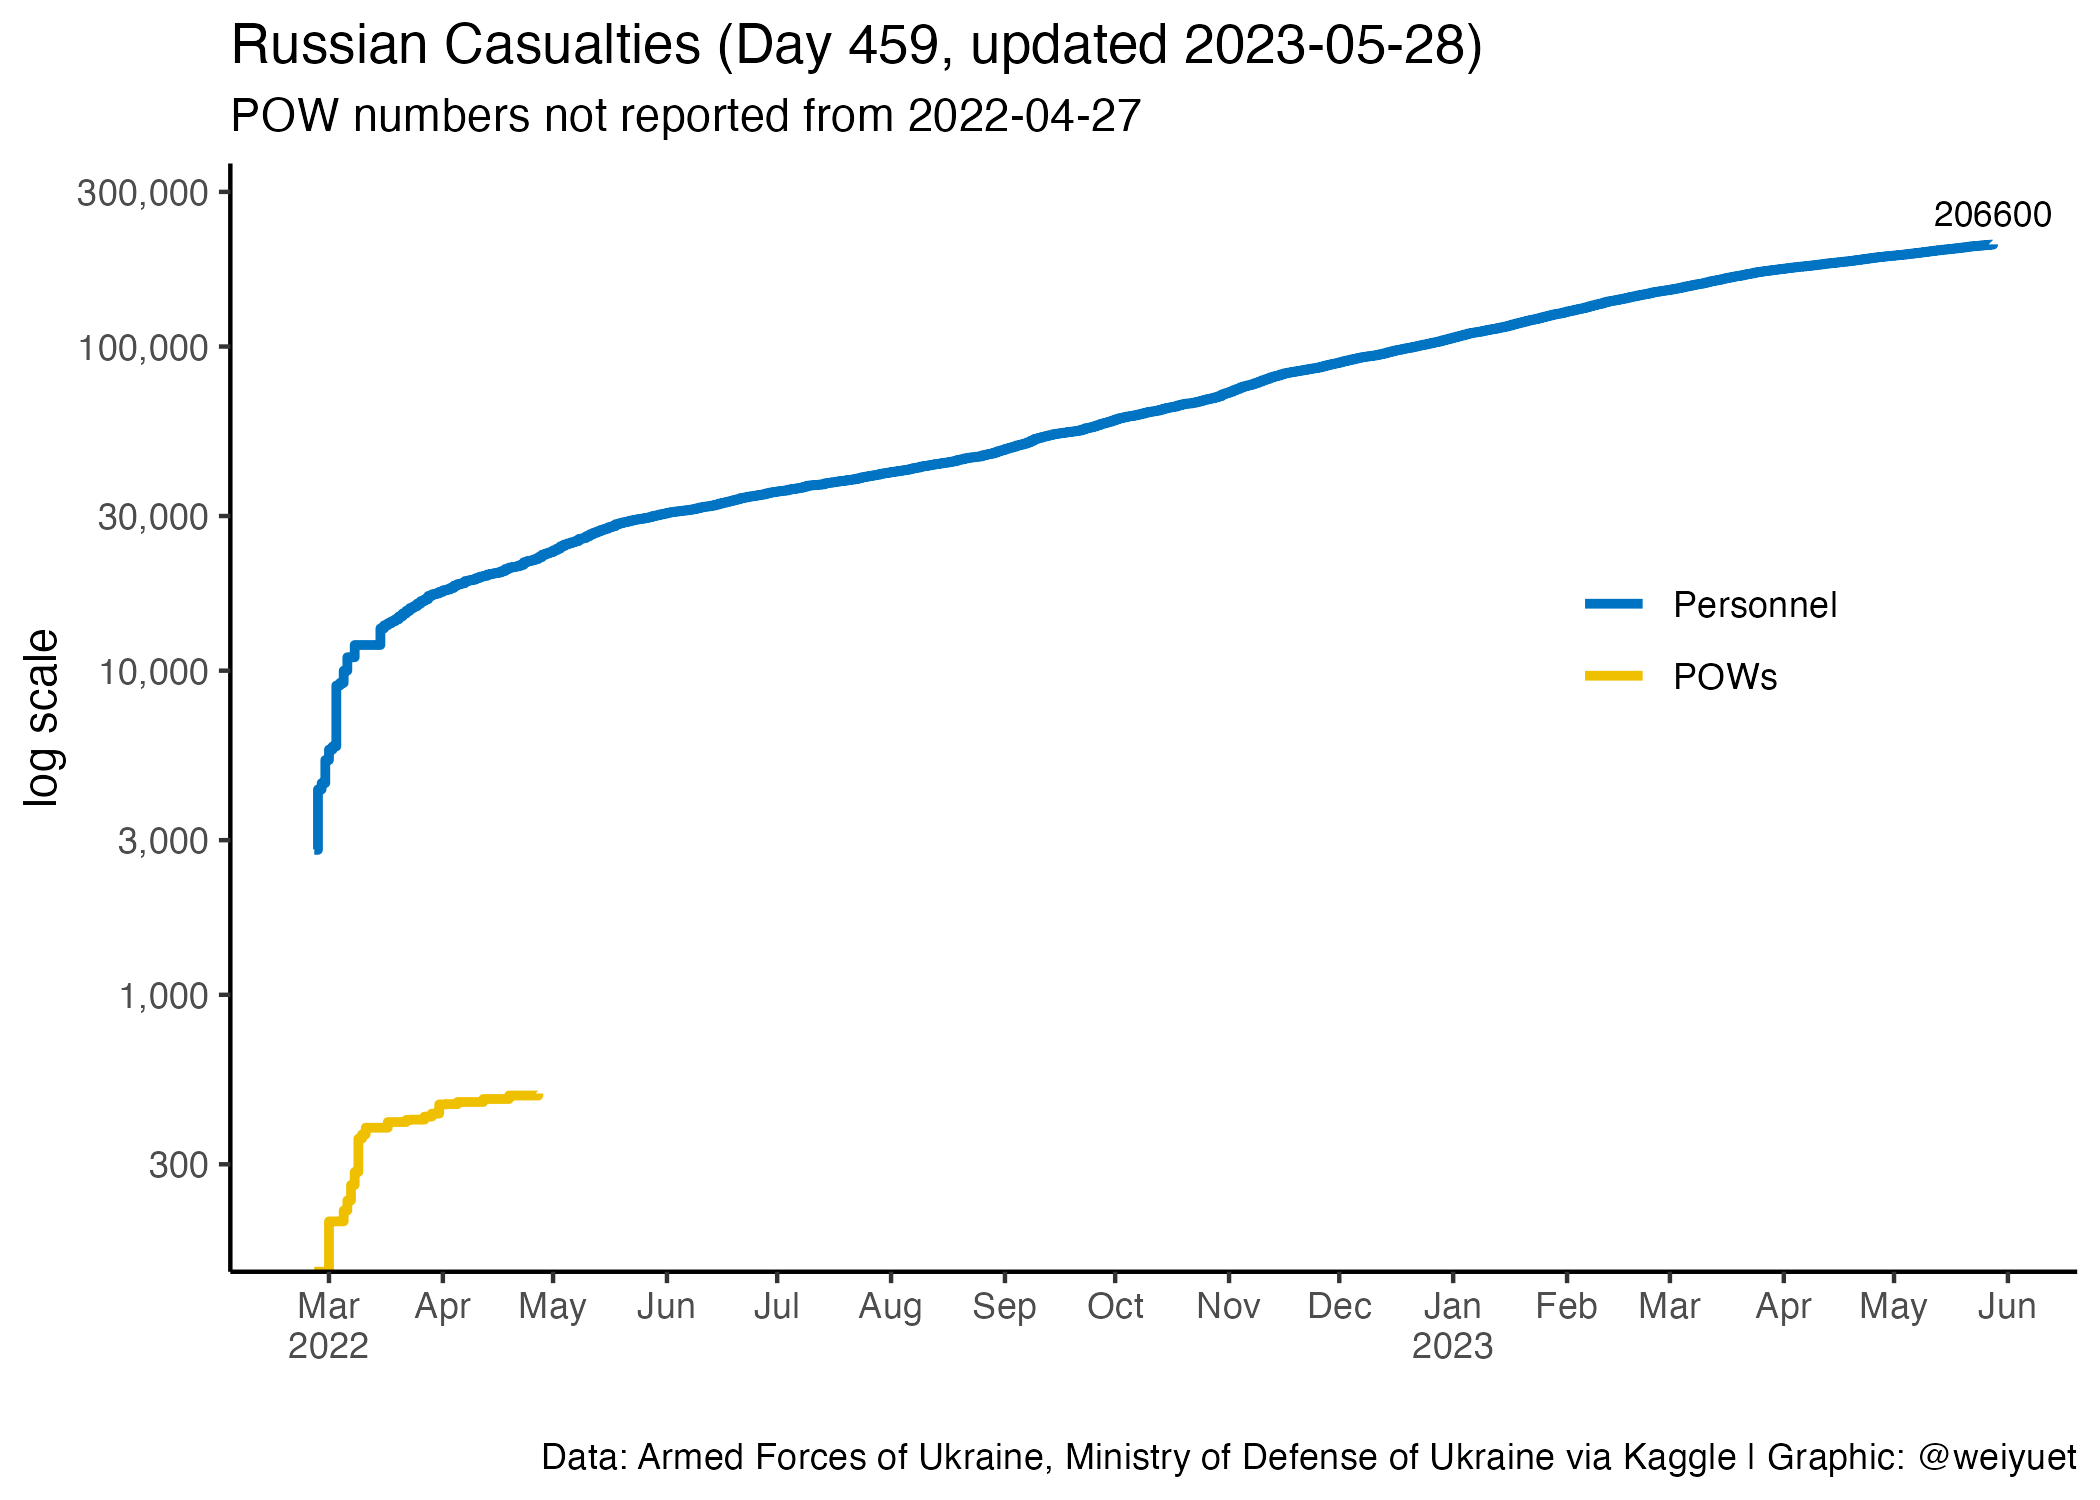 Russian Casualties (Day 459, updated 2023-05-28)
POW numbers not reported from 2022-04-27
300,000
100,000
30,000
10,000
3,000
1,000
300
log scale
206600
Personnel
POWs
Mar Apr May Jun Jul Aug Sep Oct Nov Dec Jan Feb Mar Apr May Jun
2022 2023
Data: Armed Forces of Ukraine, Ministry of Defense of Ukraine via Kaggle | Graphic: @weiyuet